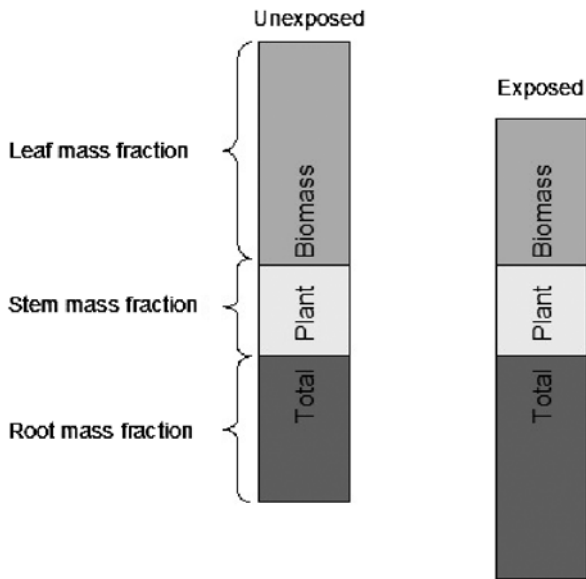 Unexposed
Exposed
Leaf mass fraction
Stem mass fraction
Root mass fraction
Total Plant Biomass
Total Plant Biomass